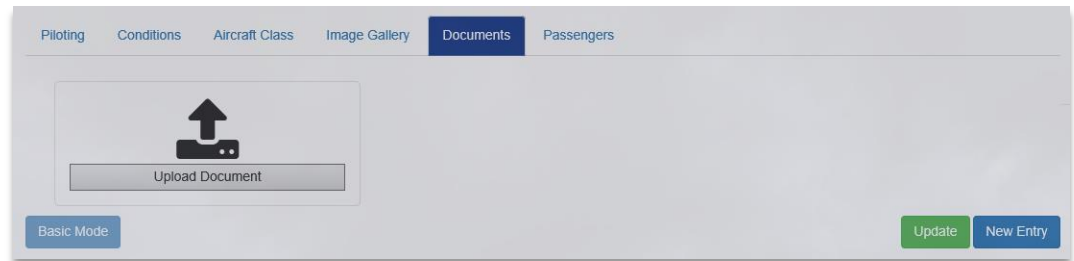 Piloting Conditions Aircraft Class Image Gallery Documents Passengers
Upload Document
Basic Mode Update New Entry